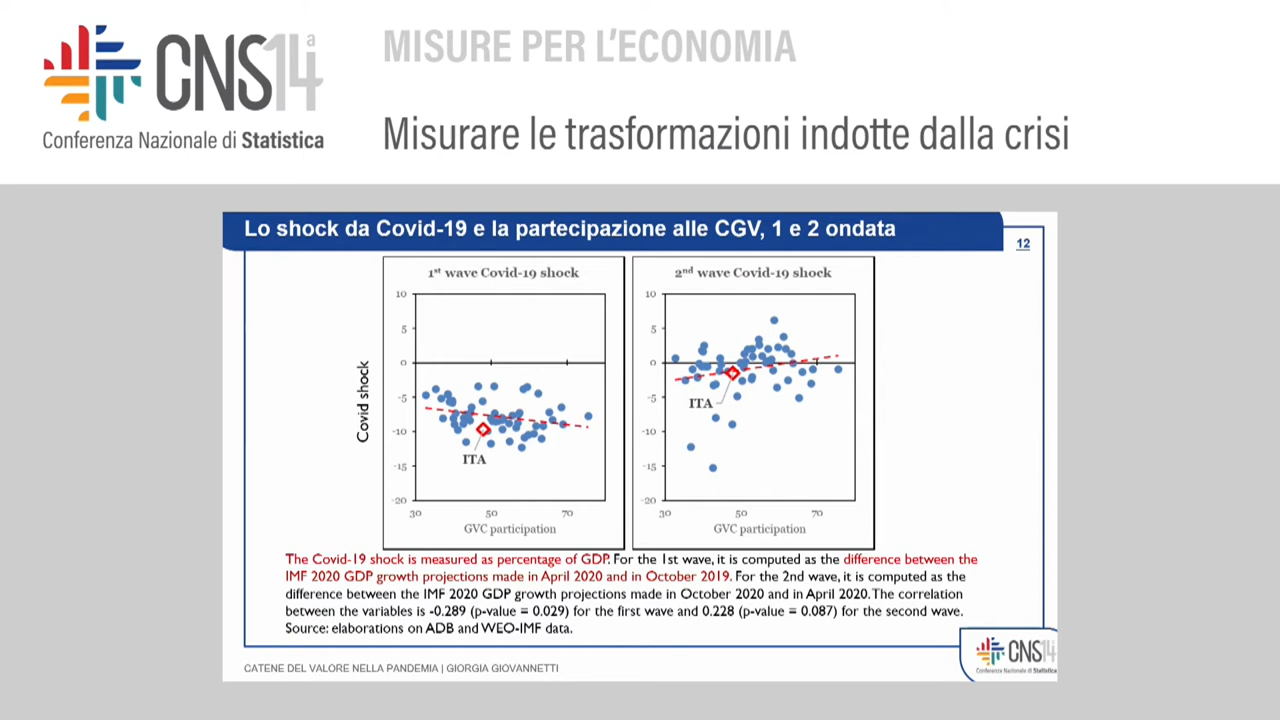 CNS14a
Conferenza Nazionale di Statistica
MISURE PER L'ECONOMIA
Misurare le trasformazioni indotte dalla crisi
Lo shock da Covid-19 e la partecipazione alle CGV, 1 e 2 ondata
12
1st wave Covid-19 shock
10
5
0
-5
-10
-15
-20
30
50
70
Covid shock
ITA
GVC participation
2nd wave Covid-19 shock
10
5
0
-5
-10
-15
-20
30
50
70
ITA
GVC participation
The Covid-19 shock is measured as percentage of GDP. For the 1st wave, it is computed as the difference between the
IMF 2020 GDP growth projections made in April 2020 and in October 2019. For the 2nd wave, it is computed as the
difference between the IMF 2020 GDP growth projections made in October 2020 and in April 2020. The correlation
between the variables is -0.289 (p-value = 0.029) for the first wave and 0.228 (p-value = 0.087) for the second wave.
Source: elaborations on ADB and WEO-IMF data.
CATENE DEL VALORE NELLA PANDEMIA | GIORGIA GIOVANNETTI
CNS14
Conferenza Nazionale di Statistica